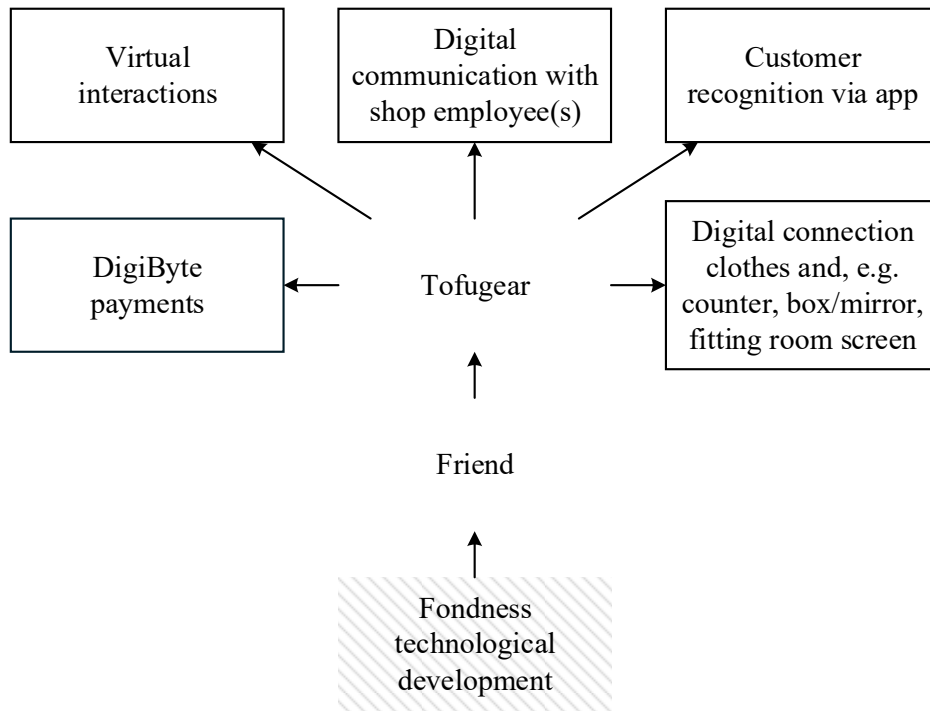 Virtual
interactions
Digital
communication with
shop employee(s)
Customer
recognition via app
DigiByte
payments
Tofugear
Digital connection
clothes and, e.g.
counter, box/mirror,
fitting room screen
Friend
Fondness
technological
development